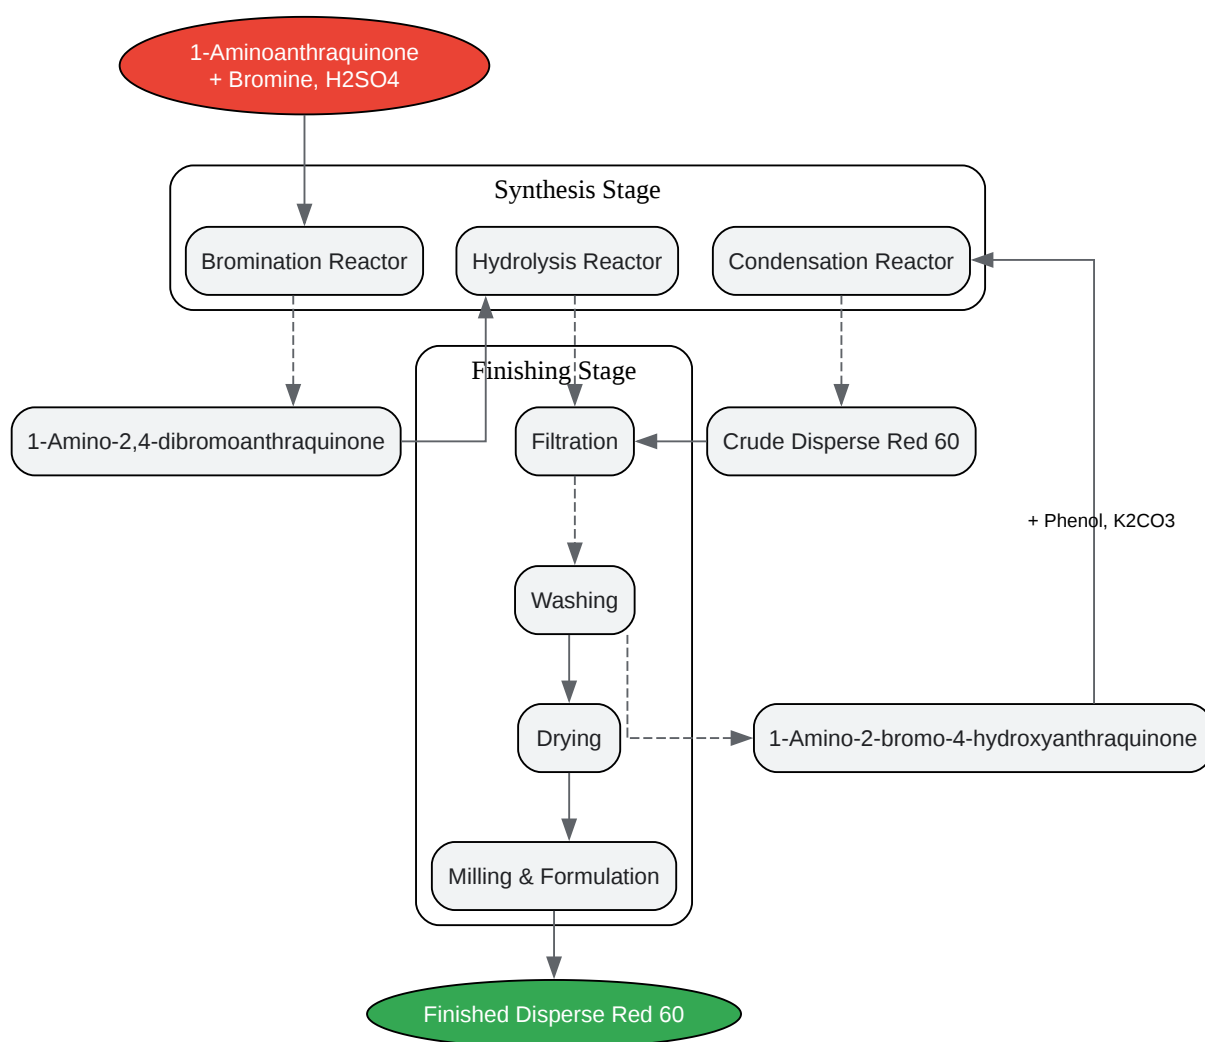 1-Aminoanthraquinone
+ Bromine, H2SO4
Synthesis Stage
Bromination Reactor
Hydrolysis Reactor
Condensation Reactor
Finishing Stage
1-Amino-2,4-dibromoanthraquinone
Filtration
Crude Disperse Red 60
+ Phenol, K2CO3
Washing
Drying
1-Amino-2-bromo-4-hydroxyanthraquinone
Milling & Formulation
Finished Disperse Red 60